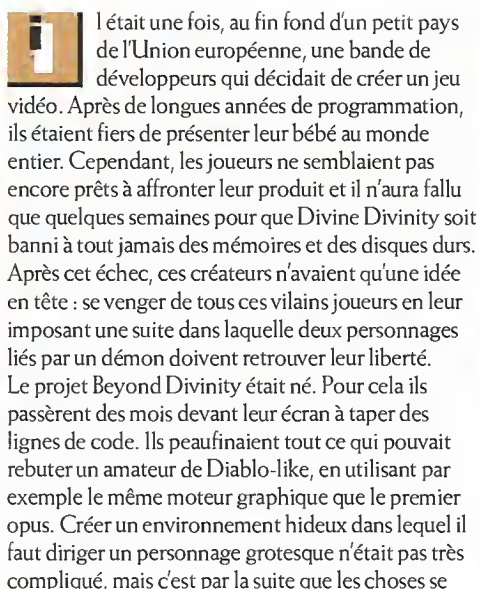 il était une fois, au fin fond d'un petit pays
de l'Union européenne, une bande de
développeurs qui décidait de créer un jeu
vidéo. Après de longues années de programmation,
ils étaient fiers de présenter leur bébé au monde
entier. Cependant, les joueurs ne semblaient pas
encore prêts à affronter leur produit et il n'aura fallu
que quelques semaines pour que Divine Divinity soit
banni à tout jamais des mémoires et des disques durs.
Après cet échec, ces créateurs n'avaient qu'une idée
en tête : se venger de tous ces vilains joueurs en leur
imposant une suite dans laquelle deux personnages
liés par un démon doivent retrouver leur liberté.
Le projet Beyond Divinity était né. Pour cela ils
passèrent des mois devant leur écran à taper des
lignes de code. Ils peaufinaient tout ce qui pouvait
rebuter un amateur de Diablo-like, en utilisant par
exemple le même moteur graphique que le premier
opus. Créer un environnement hideux dans lequel il
faut diriger un personnage grotesque n'était pas très
compliqué, mais c'est par la suite que les choses se